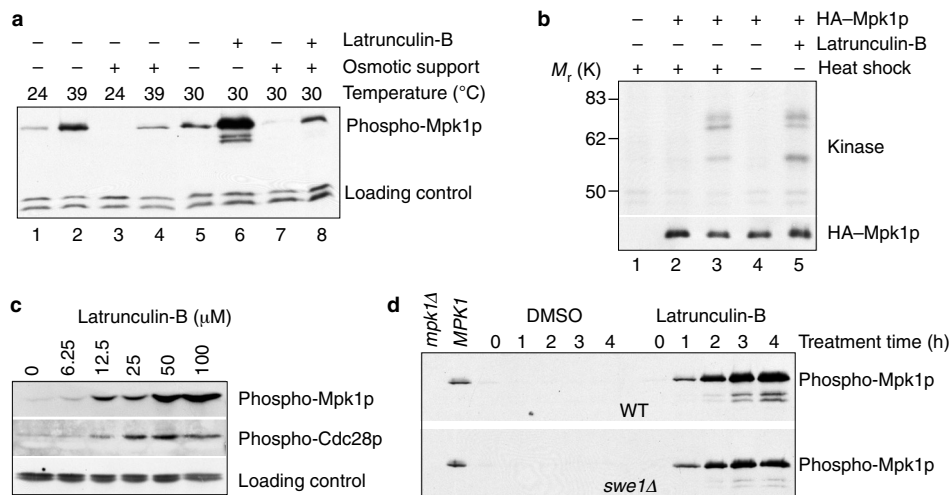 a
– – – – – + – + Latrunculin-B
– – + + – – + + Osmotic support
24 39 24 39 30 30 30 30 Temperature (°C)
Phospho-Mpk1p
Loading control
1 2 3 4 5 6 7 8
b
– + + + + HA–Mpk1p
+ Latrunculin-B
+ + + – – Heat shock
Mr (K)
83
62
50
Kinase
HA–Mpk1p
1 2 3 4 5
c
Latrunculin-B (μM)
0 6.25 12.5 25 50 100
Phospho-Mpk1p
Phospho-Cdc28p
Loading control
d
mpk1Δ MPK1 DMSO Latrunculin-B
0 1 2 3 4 0 1 2 3 4 Treatment time (h)
Phospho-Mpk1p
WT
Phospho-Mpk1p
swe1Δ